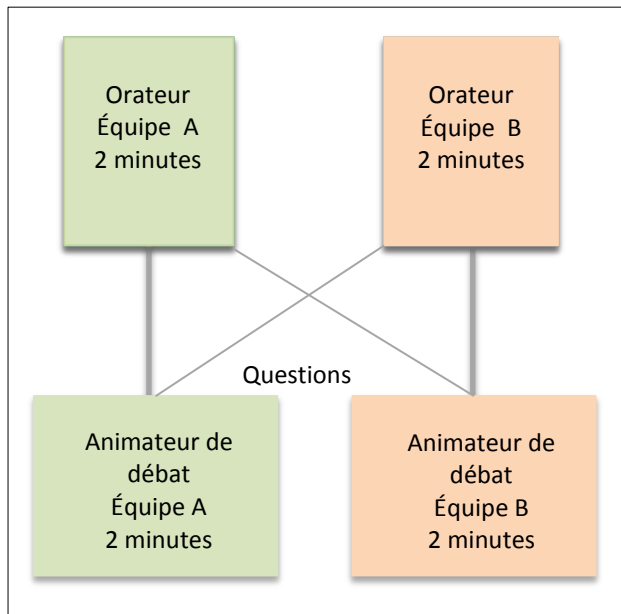 Orateur
Équipe A
2 minutes
Orateur
Équipe B
2 minutes
Questions
Animateur de
débat
Équipe A
2 minutes
Animateur de
débat
Équipe B
2 minutes